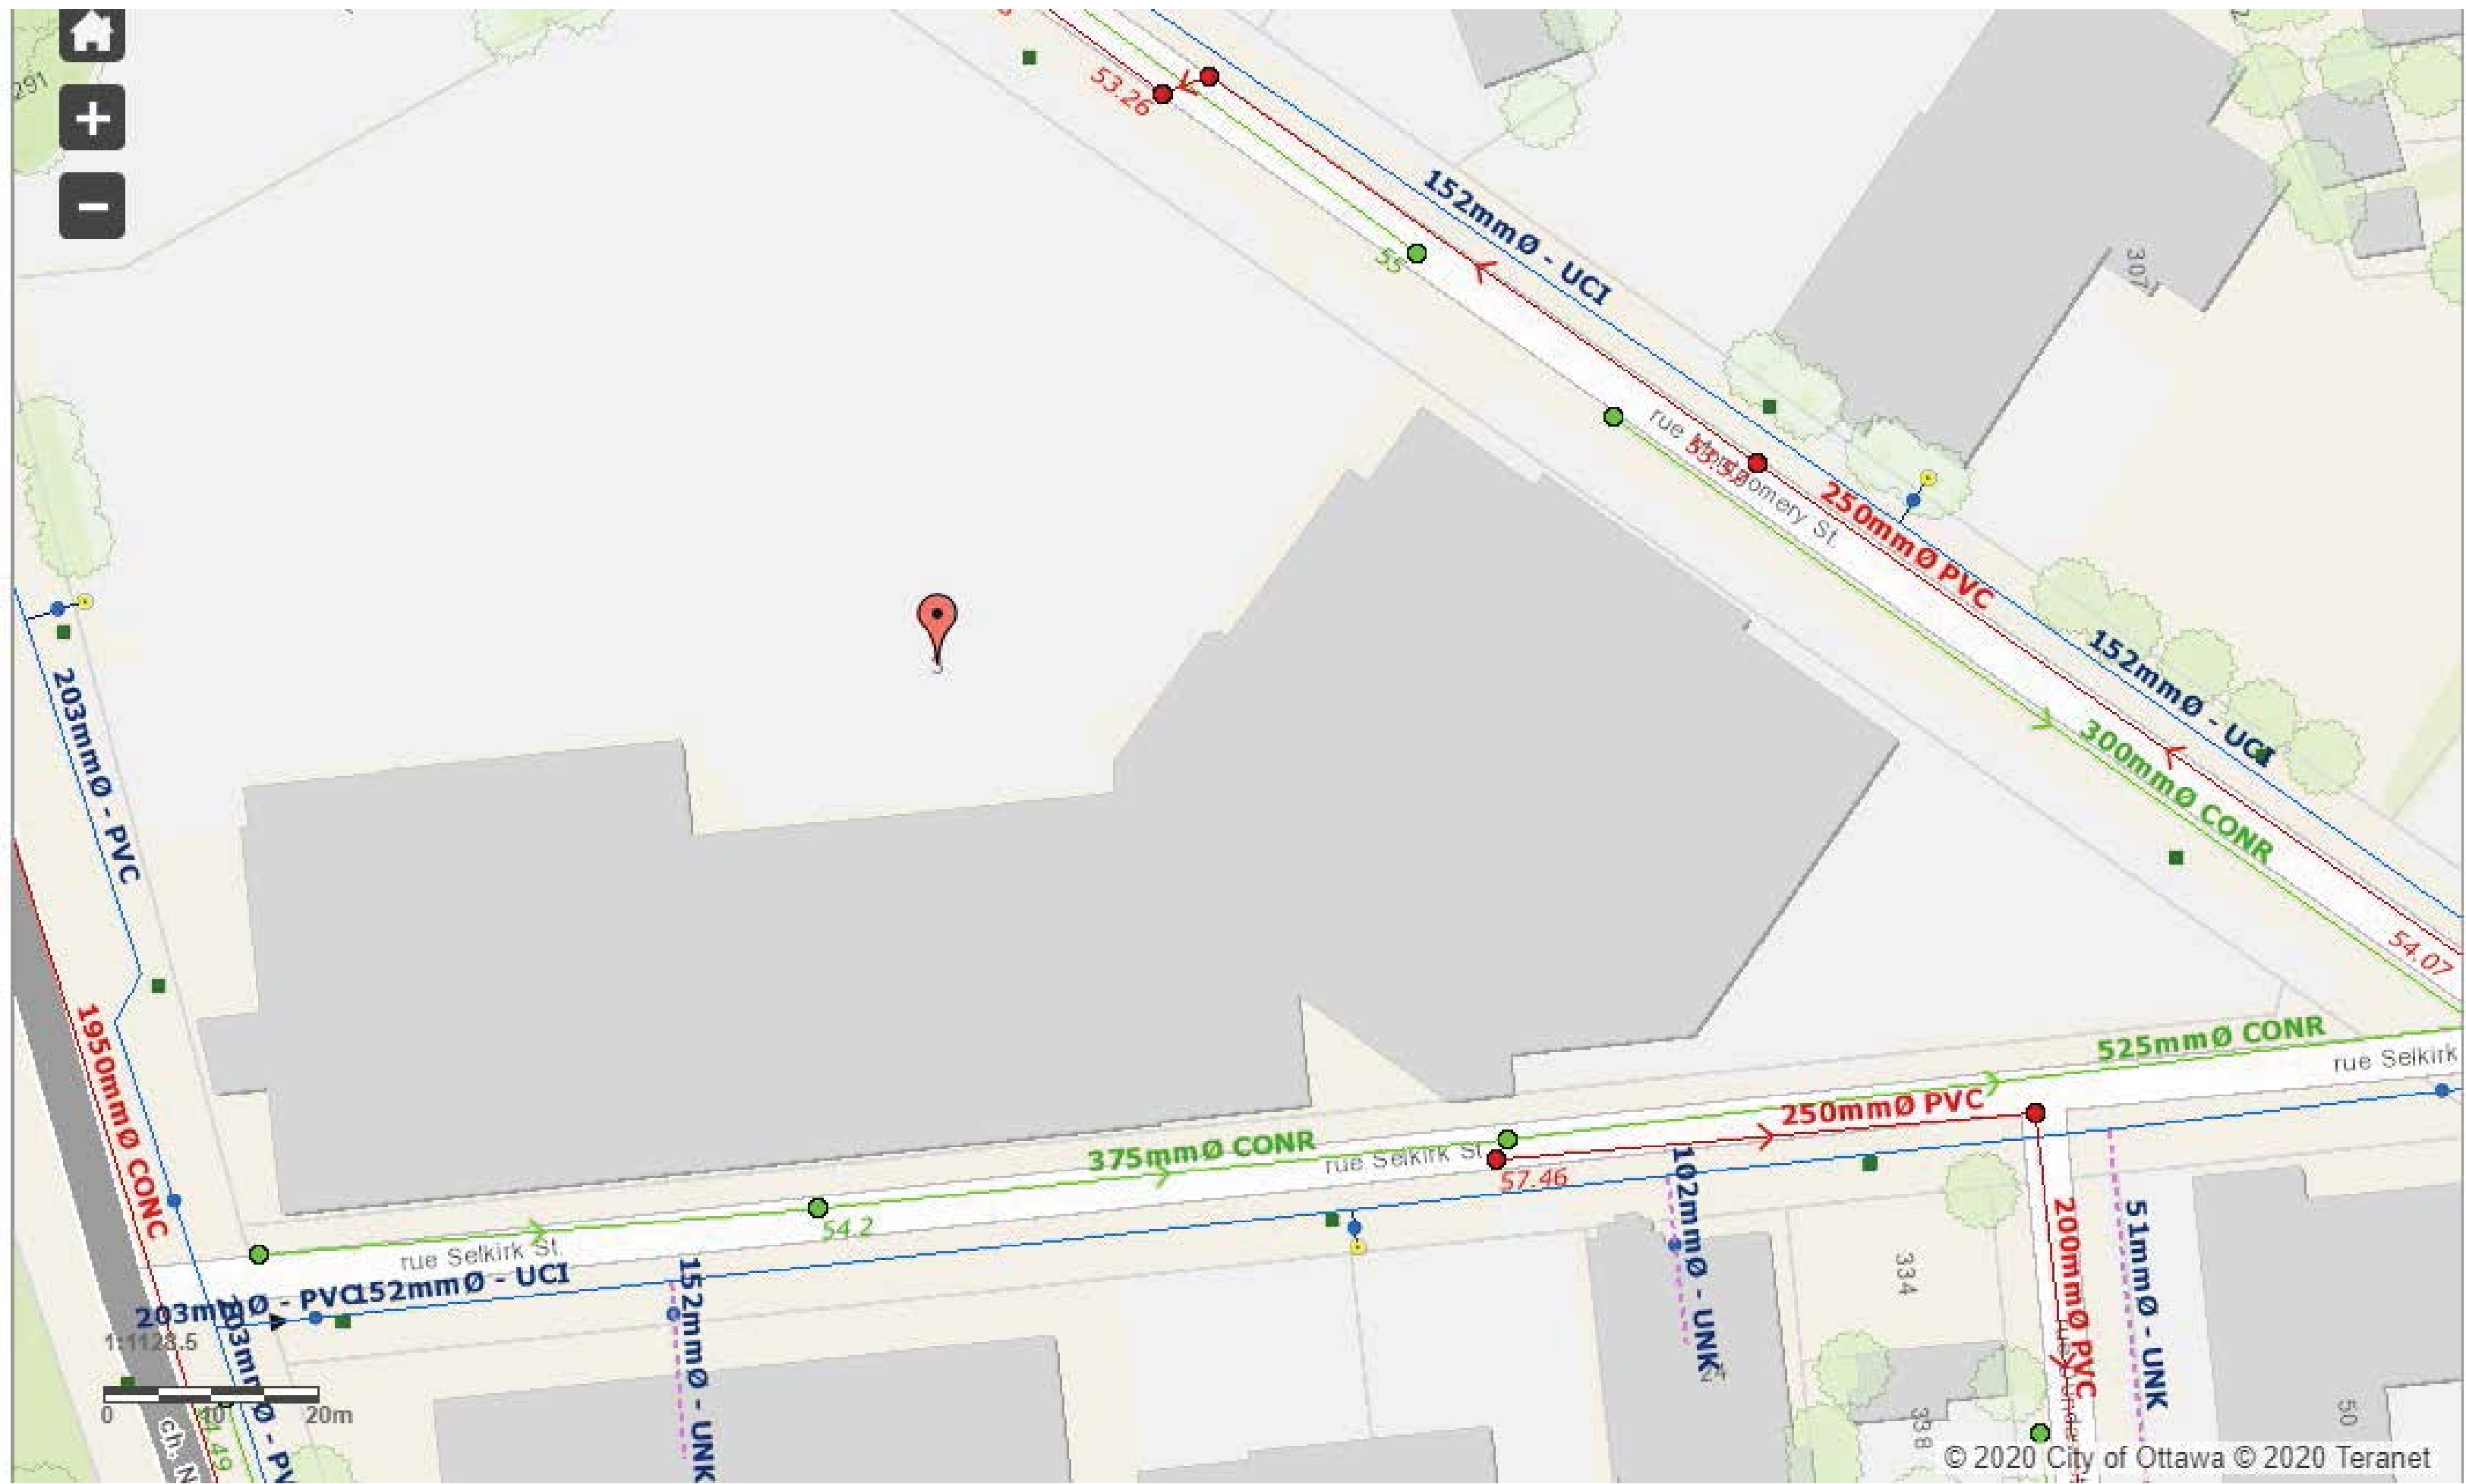 291
53.26
152mmØ - UCI
307
55
53.59
250mmØ PVC
152mmØ - UCI
203mmØ - PVC
300mmØ CONR
54.07
1950mmØ CONC
525mmØ CONR
rue Selkirk
250mmØ PVC
375mmØ CONR
rue Selkirk St.
57.46
54.2
rue Selkirk St.
203mmØ - PVC
152mmØ - UCI
152mmØ - UNK
102mmØ - UNK
334
200mmØ PVC
51mmØ - UNK
1:1128.5
0 10 20m
ch. N
338
50
© 2020 City of Ottawa © 2020 Teranet